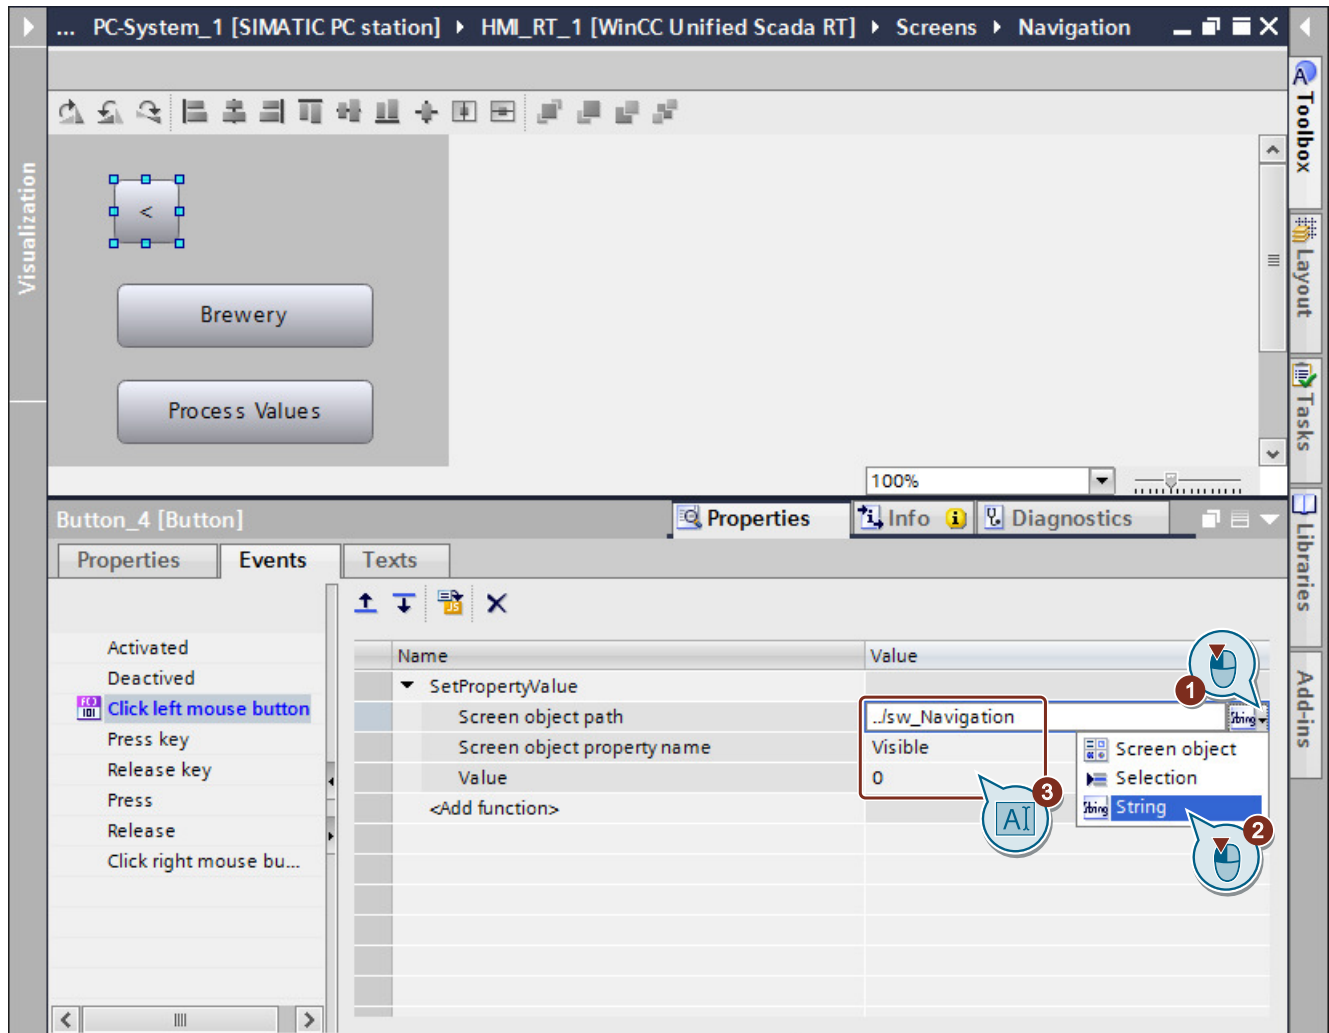 ... PC-System_1 [SIMATIC PC station] HMI_RT_1 [WinCC Unified Scada RT] Screens Navigation
Visualization
<
Brewery
Process Values
100%
Button_4 [Button]
Properties Info Diagnostics
Properties Events Texts
Activated
Deactived
Click left mouse button
Press key
Release key
Press
Release
Click right mouse bu...
Name Value
SetPropertyValue
Screen object path ../sw_Navigation String
Screen object property name Visible
Value 0
<Add function>
Screen object
Selection
String String
1
2
3
AI
Toolbox
Layout
Tasks
Libraries
Add-ins